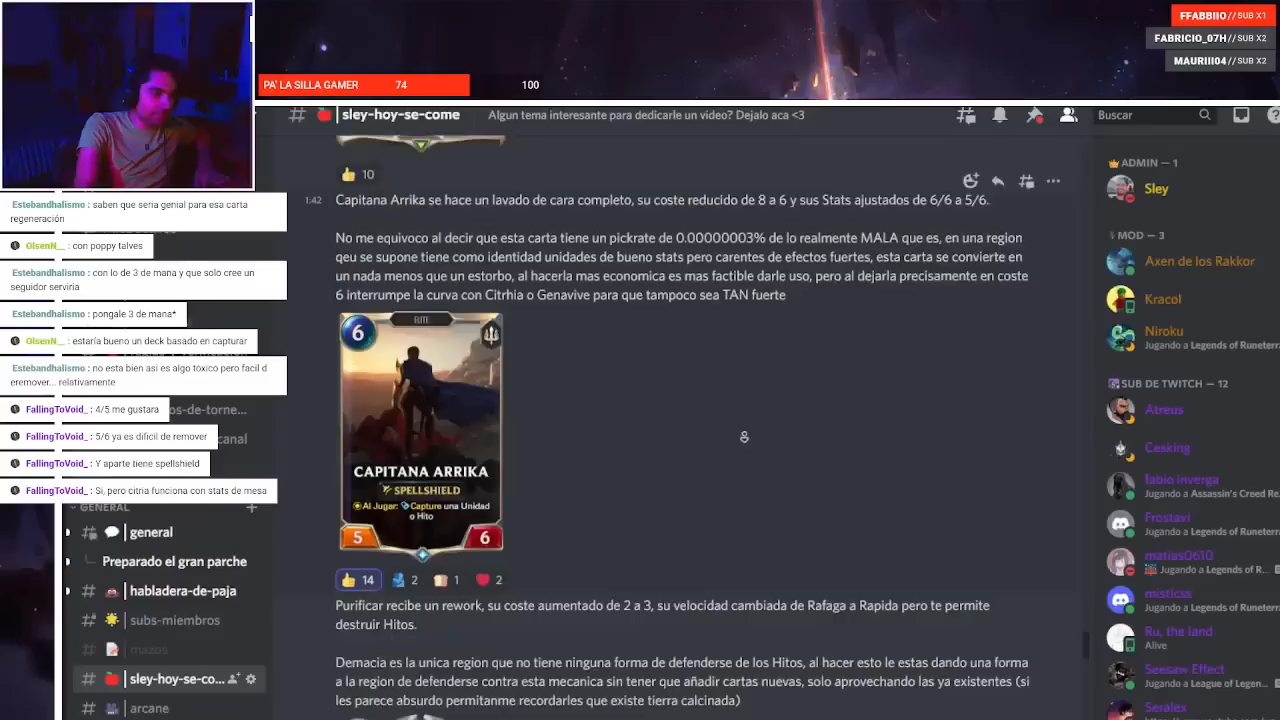 FFABBIIO// SUB X1
FABRICIO_07H// SUB X2
MAURIII04// SUB X2
PA' LA SILLA GAMER 74 100
# sley-hoy-se-come Algun tema interesante para dedicarle un video? Dejalo aca <3
Buscar
10
1:42 Capitana Arrika se hace un lavado de cara completo, su coste reducido de 8 a 6 y sus Stats ajustados de 6/6 a 5/6.
No me equivoco al decir que esta carta tiene un pickrate de 0.00000003% de lo realmente MALA que es, en una region
qeu se supone tiene como identidad unidades de bueno stats pero carentes de efectos fuertes, esta carta se convierte en
un nada menos que un estorbo, al hacerla mas economica es mas factible darle uso, pero al dejarla precisamente en coste
6 interrumpe la curva con Citrhia o Genavive para que tampoco sea TAN fuerte
6
ELITE
CAPITANA ARRIKA
SPELLSHIELD
Al Jugar: Capture una Unidad
o Hito
5 6
14 2 1 2
Purificar recibe un rework, su coste aumentado de 2 a 3, su velocidad cambiada de Rafaga a Rapida pero te permite
destruir Hitos.
Demacia es la unica region que no tiene ninguna forma de defenderse de los Hitos, al hacer esto le estas dando una forma
a la region de defenderse contra esta mecanica sin tener que añadir cartas nuevas, solo aprovechando las ya existentes (si
les parece absurdo permitanme recordarles que existe tierra calcinada)
Estebandhalismo : saben que seria genial para esa carta
regeneración
OlsenN__ : con poppy talves
Estebandhalismo : con lo de 3 de mana y que solo cree un
seguidor serviria
Estebandhalismo : pongale 3 de mana*
OlsenN__ : estaría bueno un deck basado en capturar
Estebandhalismo : no esta bien asi es algo toxico pero facil d
eremover... relativamente
FallingToVoid_ : 4/5 me gustara
FallingToVoid_ : 5/6 ya es dificil de remover
FallingToVoid_ : Y aparte tiene spellshield
FallingToVoid_ : Si, pero citria funciona con stats de mesa
os-de-torne...
canal
GENERAL
# general
Preparado el gran parche
# habladera-de-paja
# subs-miembros
# mazos
# sley-hoy-se-co...
# arcane
ADMIN — 1
Sley
MOD — 3
Axen de los Rakkor
Kracol
Niroku
Jugando a Legends of Runeterra
SUB DE TWITCH — 12
Atreus
Cesking
fabio inverga
Jugando a Assassin's Creed Re...
Frostavi
Jugando a Legends of Runeterra
matias0610
Jugando a Legends of R...
misticss
Jugando a Legends of Runeterra
Ru, the land
Alive
Seesaw Effect
Jugando a League of Legen...
Seralex